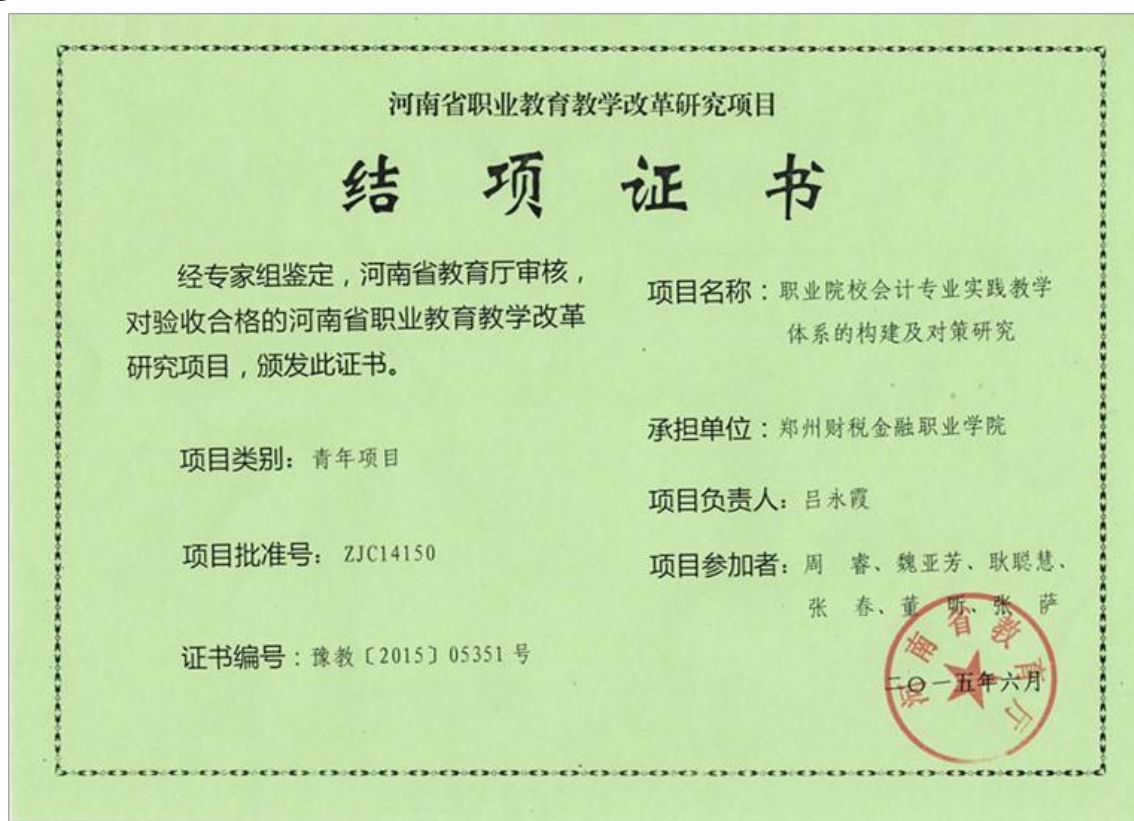 河南省职业教育教学改革研究项目
结项证书
经专家组鉴定，河南省教育厅审核，
对验收合格的河南省职业教育教学改革
研究项目，颁发此证书。
项目类别：青年项目
项目批准号：ZJC14150
证书编号：豫教〔2015〕05351号
项目名称：职业院校会计专业实践教学
体系的构建及对策研究
承担单位：郑州财税金融职业学院
项目负责人：吕永霞
项目参加者：周　睿、魏亚芳、耿聪慧、
张　春、董　昕、张　萨
河南省教育厅
二〇一五年六月